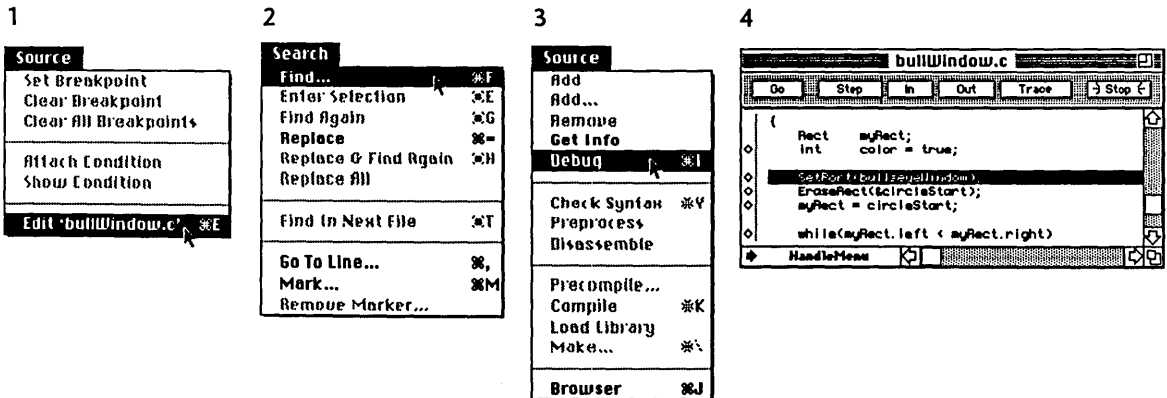 1
Source
Set Breakpoint
Clear Breakpoint
Clear All Breakpoints
Attach Condition
Show Condition
Edit 'bullWindow.c' ⌘E
2
Search
Find... ⌘F
Enter Selection ⌘E
Find Again ⌘G
Replace ⌘=
Replace & Find Again ⌘H
Replace All
Find In Next File ⌘T
Go To Line... ⌘,
Mark... ⌘M
Remove Marker...
3
Source
Add
Add...
Remove
Get Info
Debug ⌘I
Check Syntax ⌘Y
Preprocess
Disassemble
Precompile...
Compile ⌘K
Load Library
Make... ⌘\
Browser ⌘J
4
bullWindow.c
Go Step In Out Trace Stop
{
Rect myRect;
int color = true;
SetPort(bullseyeWindow);
EraseRect(&circleStart);
myRect = circleStart;
while(myRect.left < myRect.right)
HandleMenu